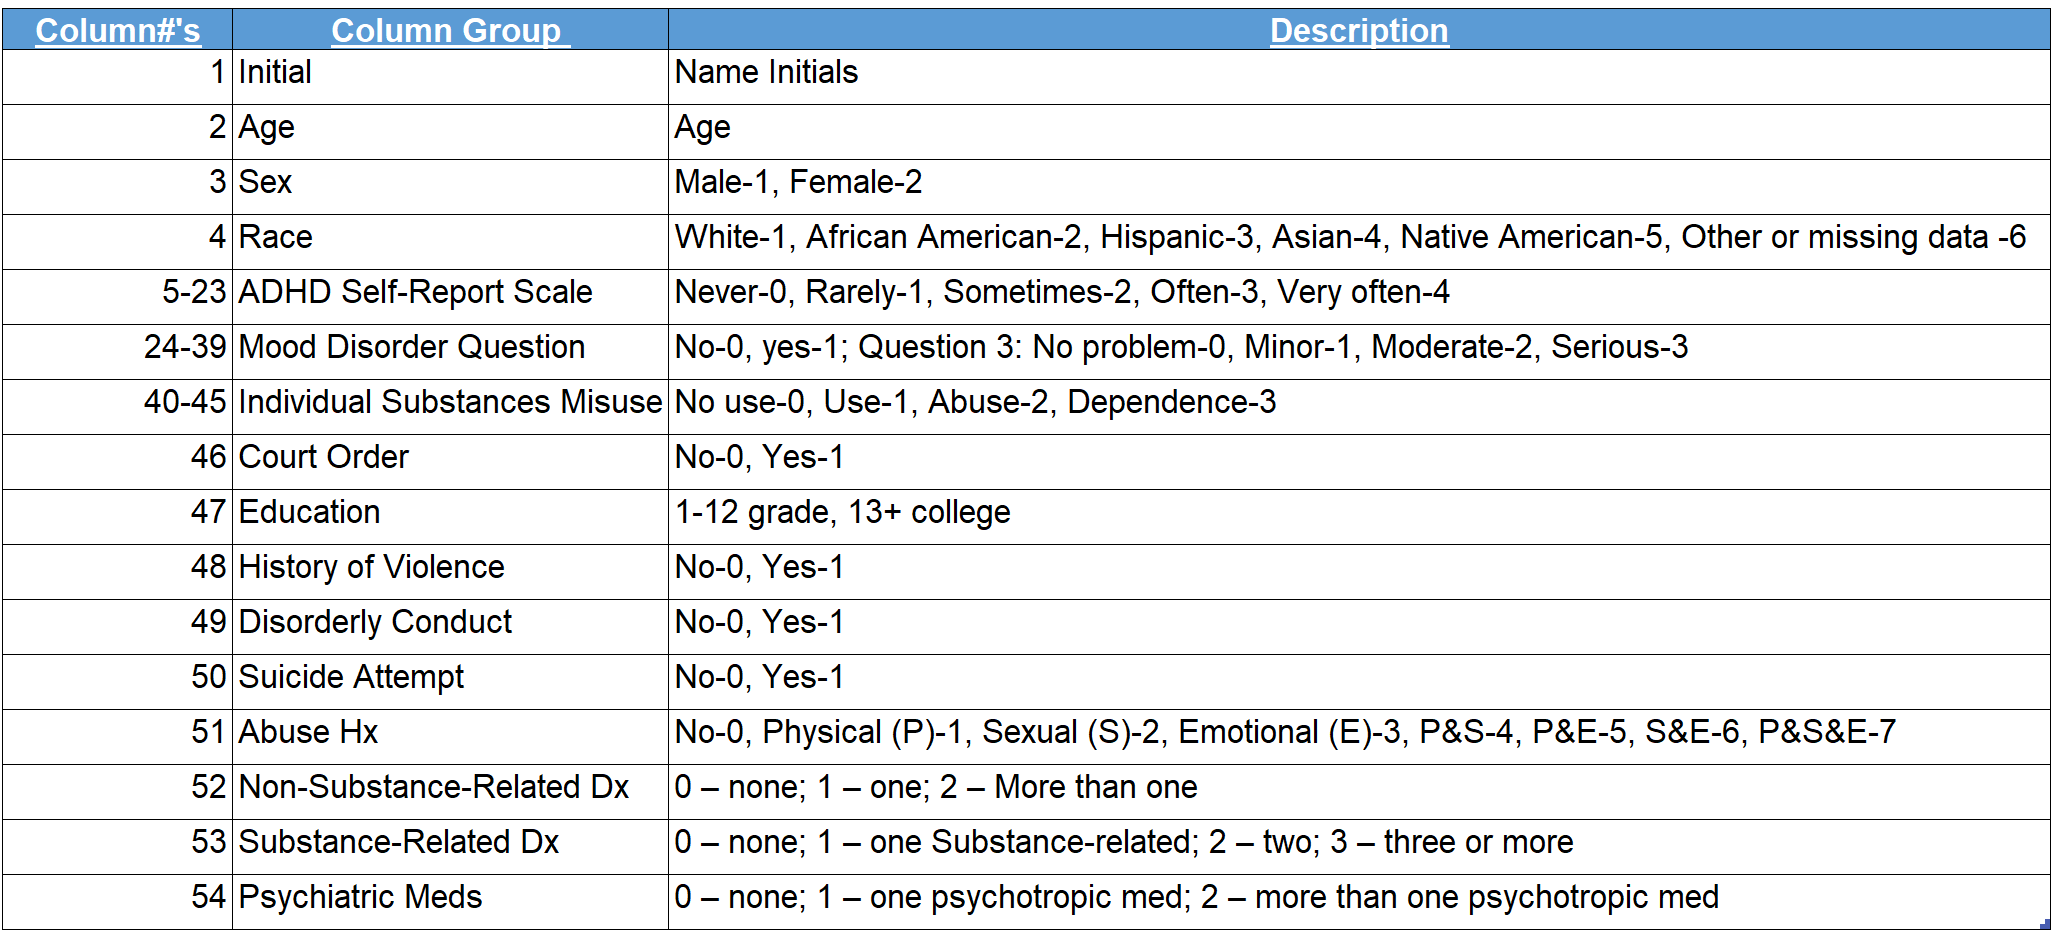 Column#'s Column Group Description
1 Initial Name Initials
2 Age Age
3 Sex Male-1, Female-2
4 Race White-1, African American-2, Hispanic-3, Asian-4, Native American-5, Other or missing data -6
5-23 ADHD Self-Report Scale Never-0, Rarely-1, Sometimes-2, Often-3, Very often-4
24-39 Mood Disorder Question No-0, yes-1; Question 3: No problem-0, Minor-1, Moderate-2, Serious-3
40-45 Individual Substances Misuse No use-0, Use-1, Abuse-2, Dependence-3
46 Court Order No-0, Yes-1
47 Education 1-12 grade, 13+ college
48 History of Violence No-0, Yes-1
49 Disorderly Conduct No-0, Yes-1
50 Suicide Attempt No-0, Yes-1
51 Abuse Hx No-0, Physical (P)-1, Sexual (S)-2, Emotional (E)-3, P&S-4, P&E-5, S&E-6, P&S&E-7
52 Non-Substance-Related Dx 0 – none; 1 – one; 2 – More than one
53 Substance-Related Dx 0 – none; 1 – one Substance-related; 2 – two; 3 – three or more
54 Psychiatric Meds 0 – none; 1 – one psychotropic med; 2 – more than one psychotropic med